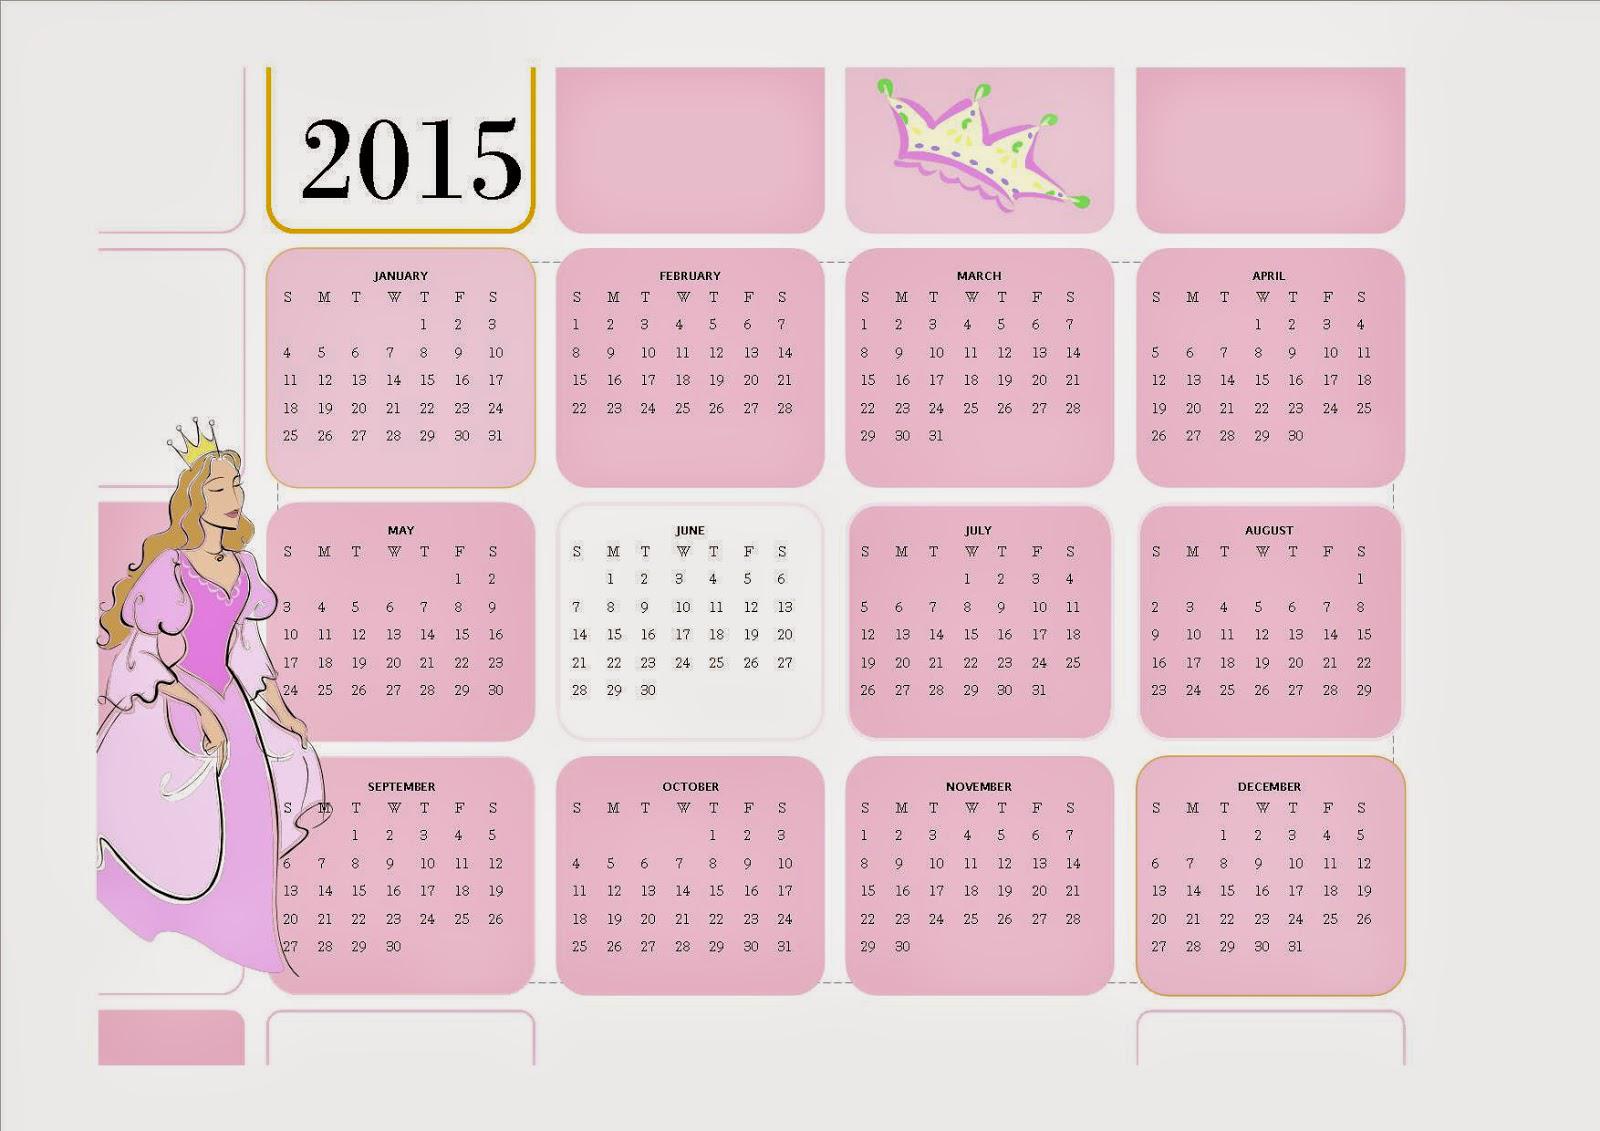 2015
JANUARY
S M T W T F S
1 2 3
4 5 6 7 8 9 10
11 12 13 14 15 16 17
18 19 20 21 22 23 24
25 26 27 28 29 30 31
FEBRUARY
S M T W T F S
1 2 3 4 5 6 7
8 9 10 11 12 13 14
15 16 17 18 19 20 21
22 23 24 25 26 27 28
MARCH
S M T W T F S
1 2 3 4 5 6 7
8 9 10 11 12 13 14
15 16 17 18 19 20 21
22 23 24 25 26 27 28
29 30 31
APRIL
S M T W T F S
1 2 3 4
5 6 7 8 9 10 11
12 13 14 15 16 17 18
19 20 21 22 23 24 25
26 27 28 29 30
MAY
S M T W T F S
1 2
3 4 5 6 7 8 9
10 11 12 13 14 15 16
17 18 19 20 21 22 23
24 25 26 27 28 29 30
JUNE
S M T W T F S
1 2 3 4 5 6
7 8 9 10 11 12 13
14 15 16 17 18 19 20
21 22 23 24 25 26 27
28 29 30
JULY
S M T W T F S
1 2 3 4
5 6 7 8 9 10 11
12 13 14 15 16 17 18
19 20 21 22 23 24 25
26 27 28 29 30 31
AUGUST
S M T W T F S
1
2 3 4 5 6 7 8
9 10 11 12 13 14 15
16 17 18 19 20 21 22
23 24 25 26 27 28 29
SEPTEMBER
S M T W T F S
1 2 3 4 5
6 7 8 9 10 11 12
13 14 15 16 17 18 19
20 21 22 23 24 25 26
27 28 29 30
OCTOBER
S M T W T F S
1 2 3
4 5 6 7 8 9 10
11 12 13 14 15 16 17
18 19 20 21 22 23 24
25 26 27 28 29 30 31
NOVEMBER
S M T W T F S
1 2 3 4 5 6 7
8 9 10 11 12 13 14
15 16 17 18 19 20 21
22 23 24 25 26 27 28
29 30
DECEMBER
S M T W T F S
1 2 3 4 5
6 7 8 9 10 11 12
13 14 15 16 17 18 19
20 21 22 23 24 25 26
27 28 29 30 31